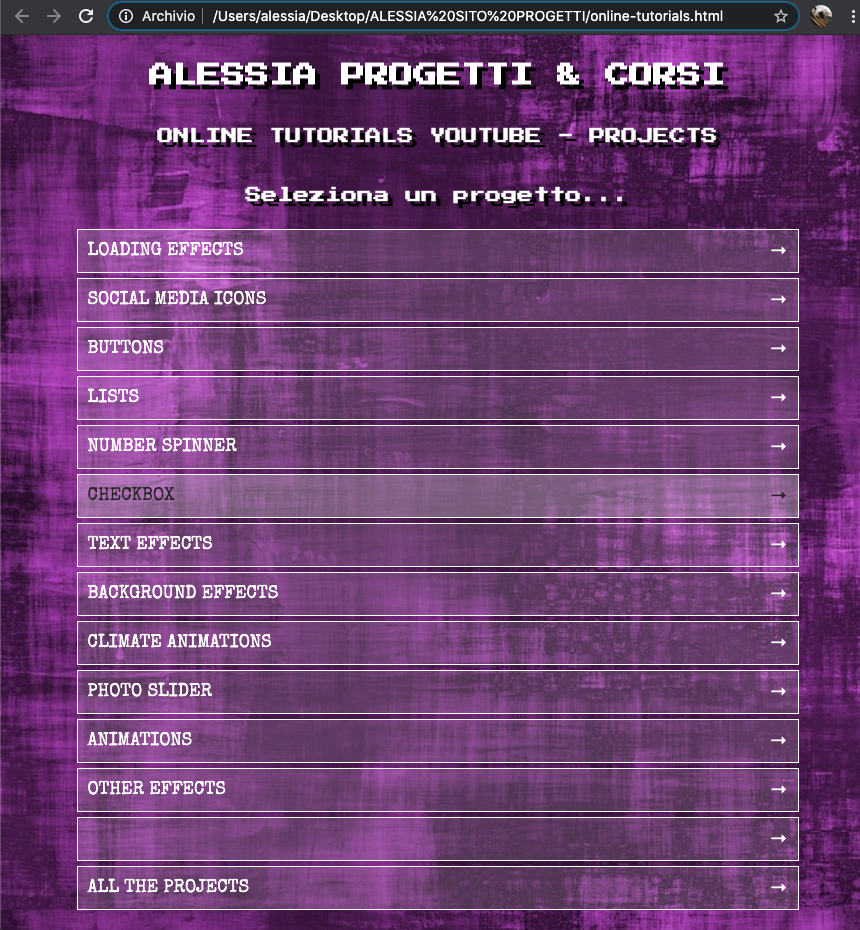 Archivio | /Users/alessia/Desktop/ALESSIA%20SITO%20PROGETTI/online-tutorials.html
ALESSIA PROGETTI & CORSI
ONLINE TUTORIALS YOUTUBE - PROJECTS
Seleziona un progetto...
LOADING EFFECTS →
SOCIAL MEDIA ICONS →
BUTTONS →
LISTS →
NUMBER SPINNER →
CHECKBOX →
TEXT EFFECTS →
BACKGROUND EFFECTS →
CLIMATE ANIMATIONS →
PHOTO SLIDER →
ANIMATIONS →
OTHER EFFECTS →
→
ALL THE PROJECTS →